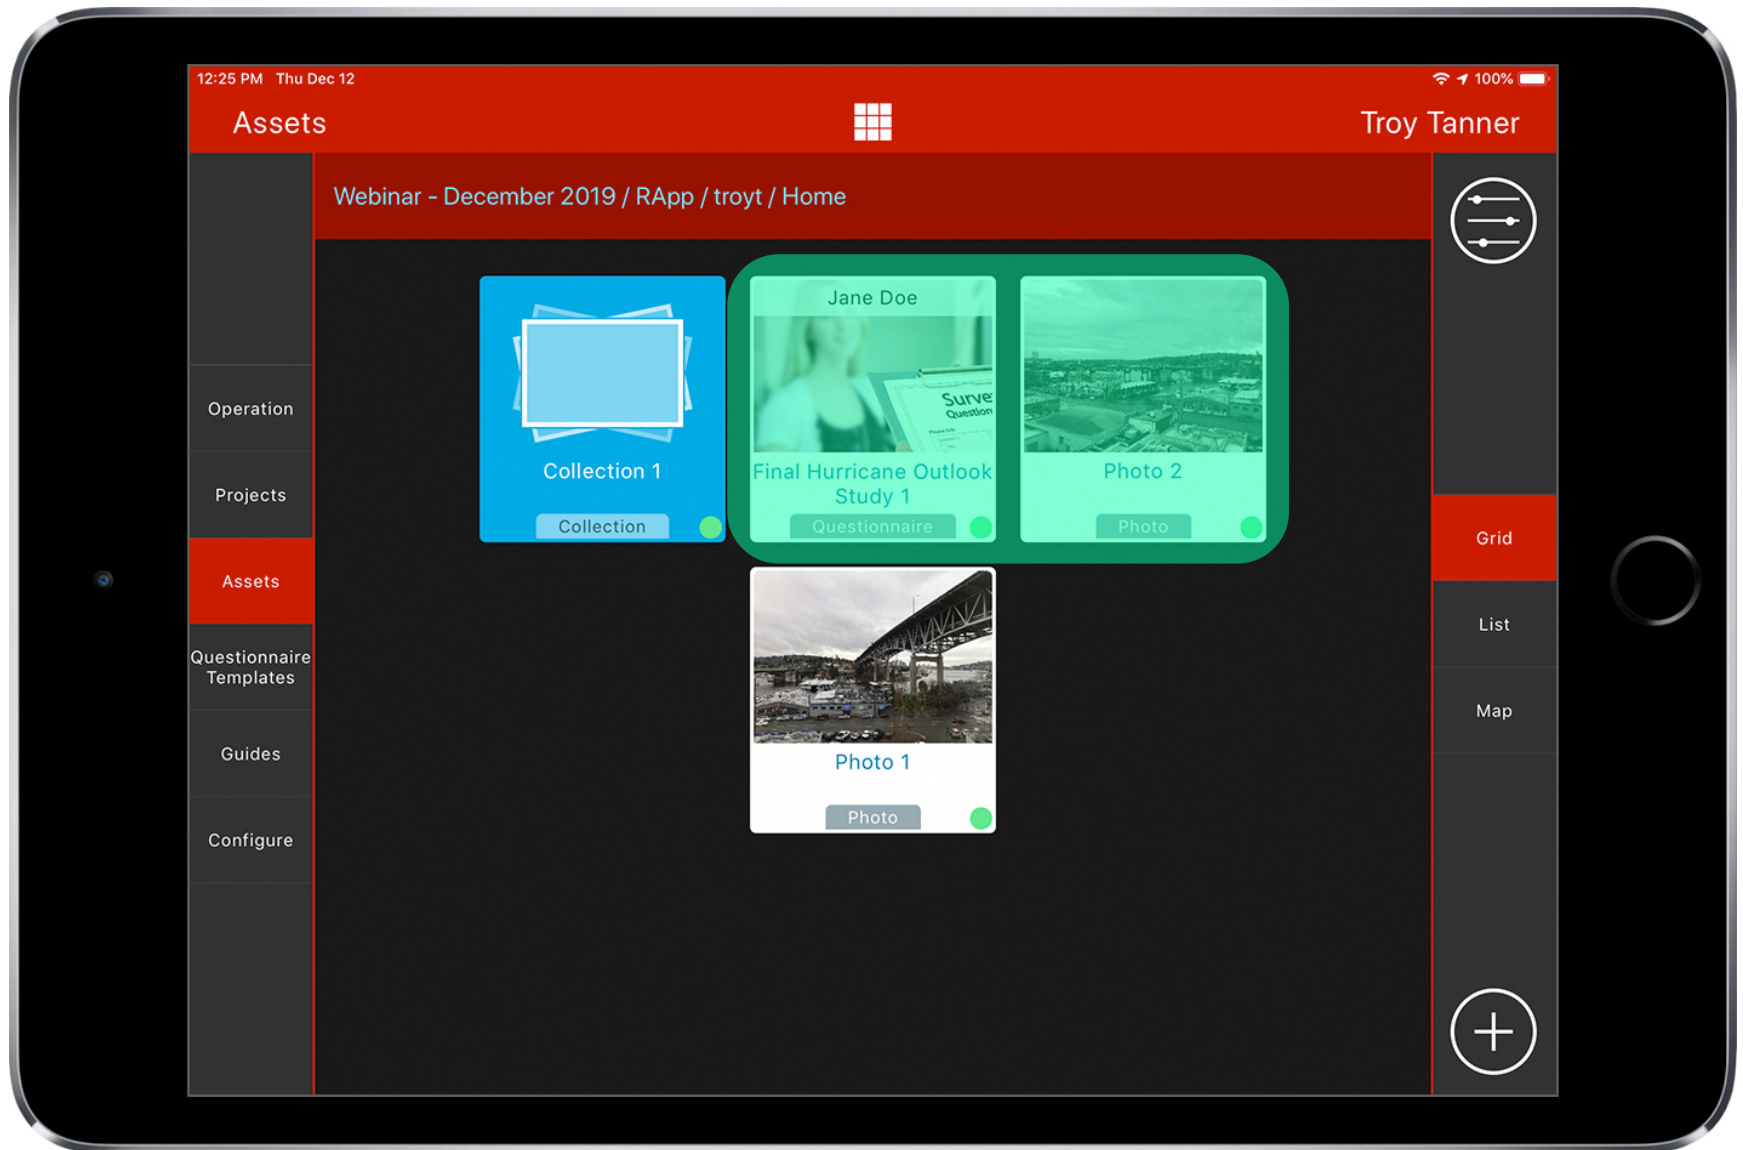 12:25 PM Thu Dec 12
100%
Assets
Troy Tanner
Webinar - December 2019 / RApp / troyt / Home
Operation
Projects
Assets
Questionnaire
Templates
Guides
Configure
Collection 1
Collection
Jane Doe
Surve
Question
Final Hurricane Outlook
Study 1
Questionnaire
Photo 2
Photo
Photo 1
Photo
Grid
List
Map